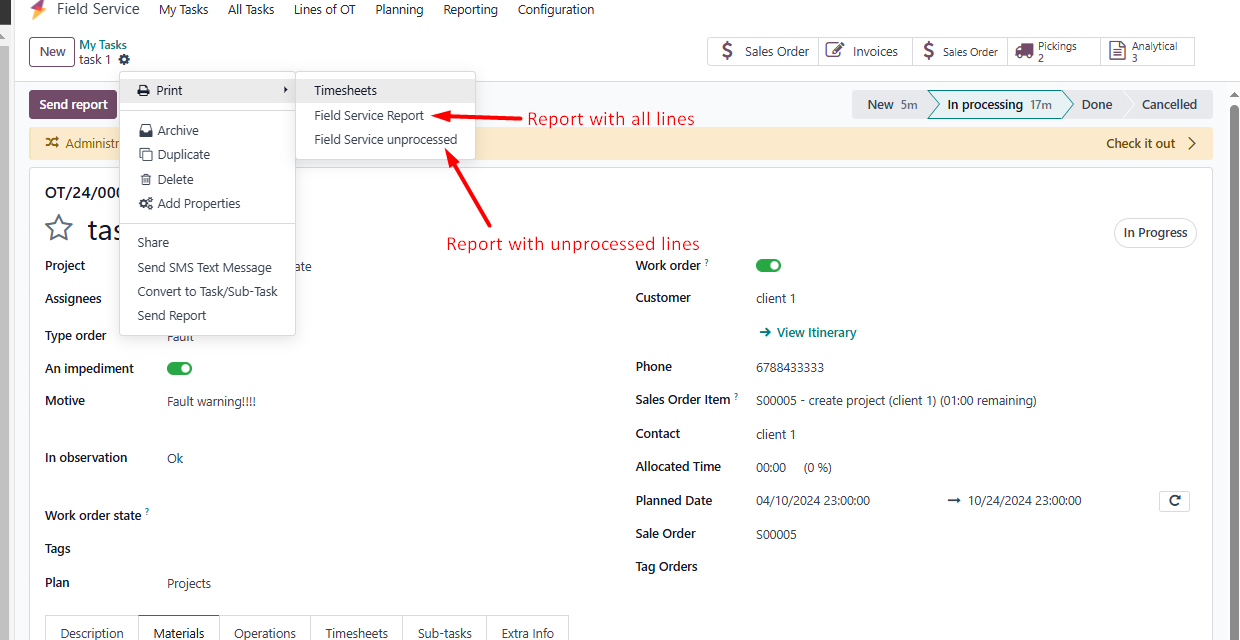 Field Service My Tasks All Tasks Lines of OT Planning Reporting Configuration
New My Tasks
task 1
Sales Order Invoices Sales Order Pickings 2 Analytical 3
Send report
Print
Archive
Duplicate
Delete
Add Properties
Share
Send SMS Text Message
Convert to Task/Sub-Task
Send Report
Timesheets
Field Service Report
Field Service unprocessed
Report with all lines
Report with unprocessed lines
New 5m In processing 17m Done Cancelled
Administr
Check it out
OT/24/000
tas
In Progress
Project ate
Assignees
Type order Fault
An impediment
Motive Fault warning!!!!
In observation Ok
Work order state ?
Tags
Plan Projects
Work order ?
Customer client 1
View Itinerary
Phone 6788433333
Sales Order Item ? S00005 - create project (client 1) (01:00 remaining)
Contact client 1
Allocated Time 00:00 (0 %)
Planned Date 04/10/2024 23:00:00 → 10/24/2024 23:00:00
Sale Order S00005
Tag Orders
Description Materials Operations Timesheets Sub-tasks Extra Info